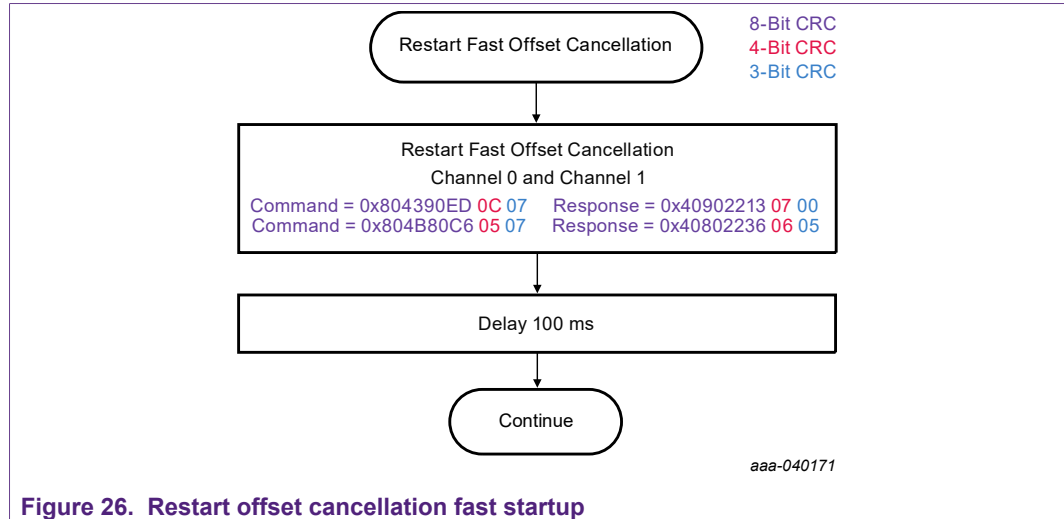 Restart Fast Offset Cancellation
8-Bit CRC
4-Bit CRC
3-Bit CRC
Restart Fast Offset Cancellation
Channel 0 and Channel 1
Command = 0x804390ED 0C 07 Response = 0x40902213 07 00
Command = 0x804B80C6 05 07 Response = 0x40802236 06 05
Delay 100 ms
Continue
aaa-040171
Figure 26. Restart offset cancellation fast startup